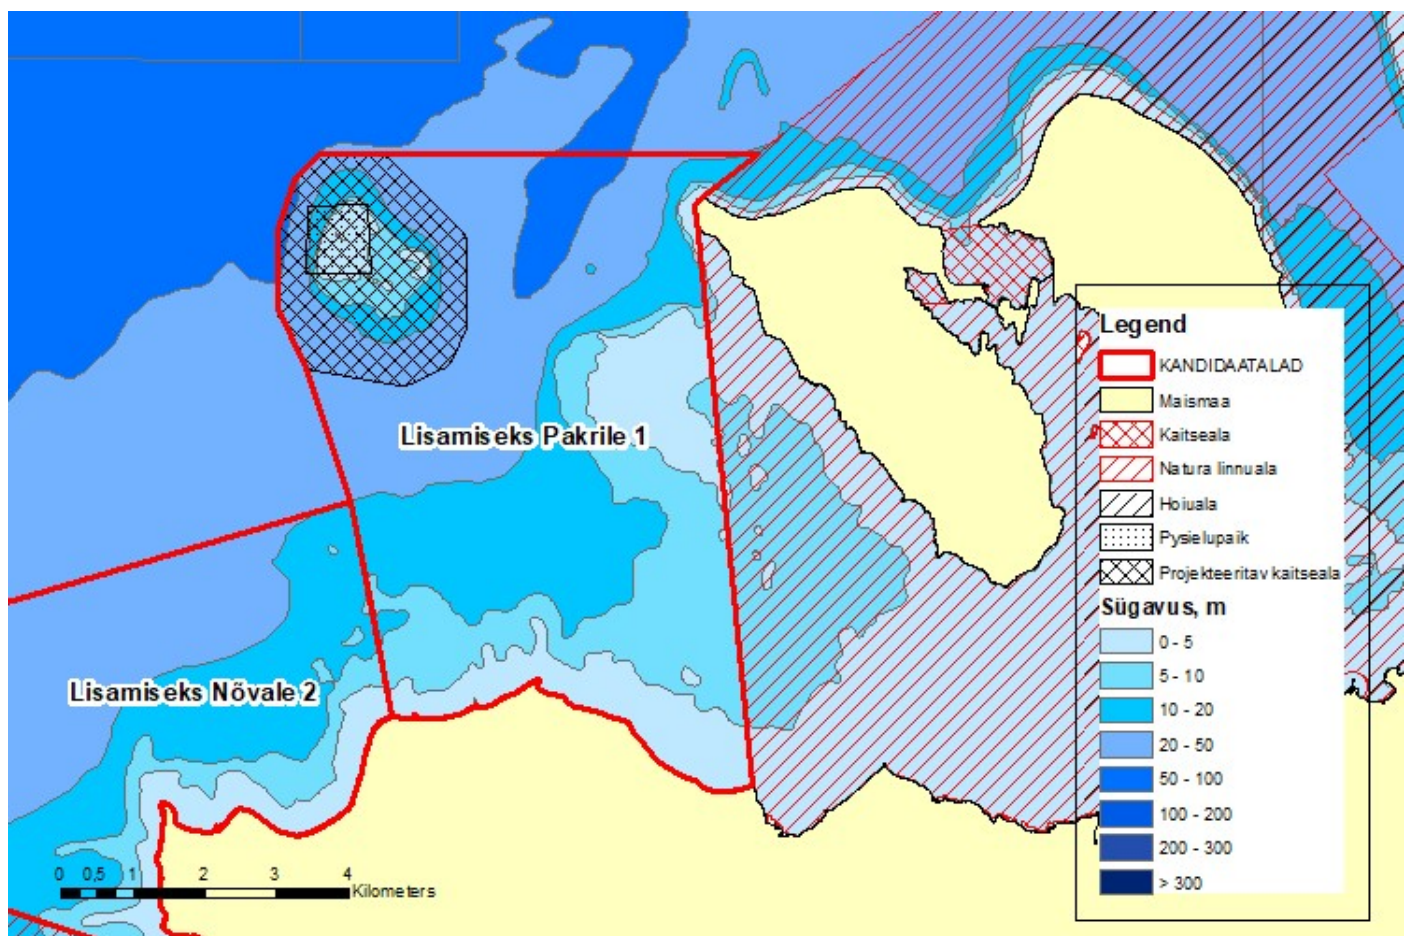 Lisamiseks Pakrile 1
Lisamiseks Nõvale 2
0 0,5 1 2 3 4
Kilometers
Legend
KANDIDAATALAD
Maismaa
Kaitseala
Natura linnuala
Hoiuala
Pysielupaik
Projekteeritav kaitseala
Sügavus, m
0 - 5
5 - 10
10 - 20
20 - 50
50 - 100
100 - 200
200 - 300
> 300